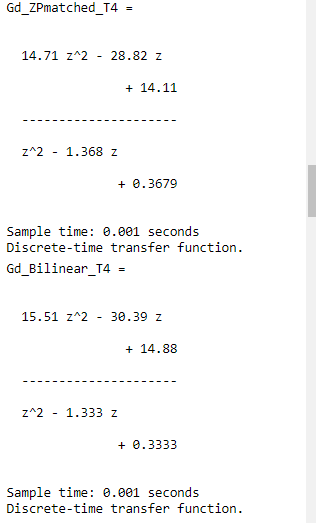 Gd_ZPmatched_T4 =
14.71 z^2 - 28.82 z
+ 14.11
---------------------
z^2 - 1.368 z
+ 0.3679
Sample time: 0.001 seconds
Discrete-time transfer function.
Gd_Bilinear_T4 =
15.51 z^2 - 30.39 z
+ 14.88
---------------------
z^2 - 1.333 z
+ 0.3333
Sample time: 0.001 seconds
Discrete-time transfer function.